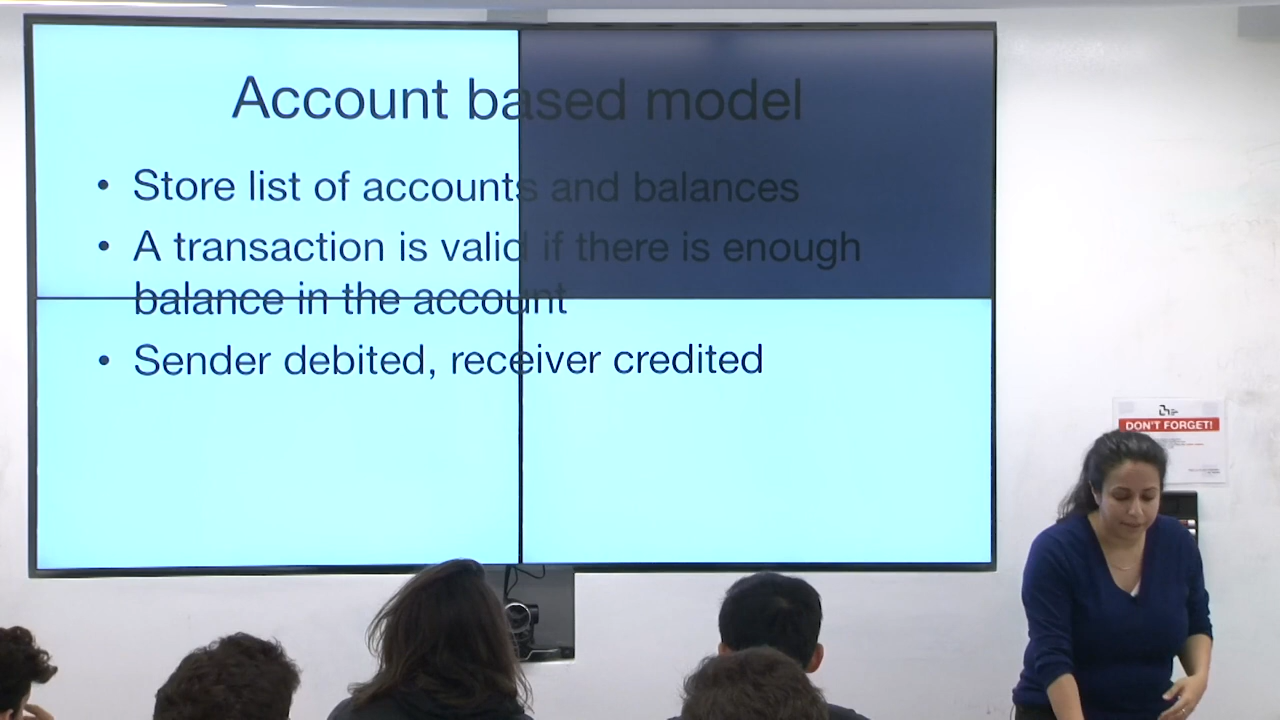 Account based model
• Store list of accounts and balances
• A transaction is valid if there is enough
balance in the account
• Sender debited, receiver credited
DON'T FORGET!